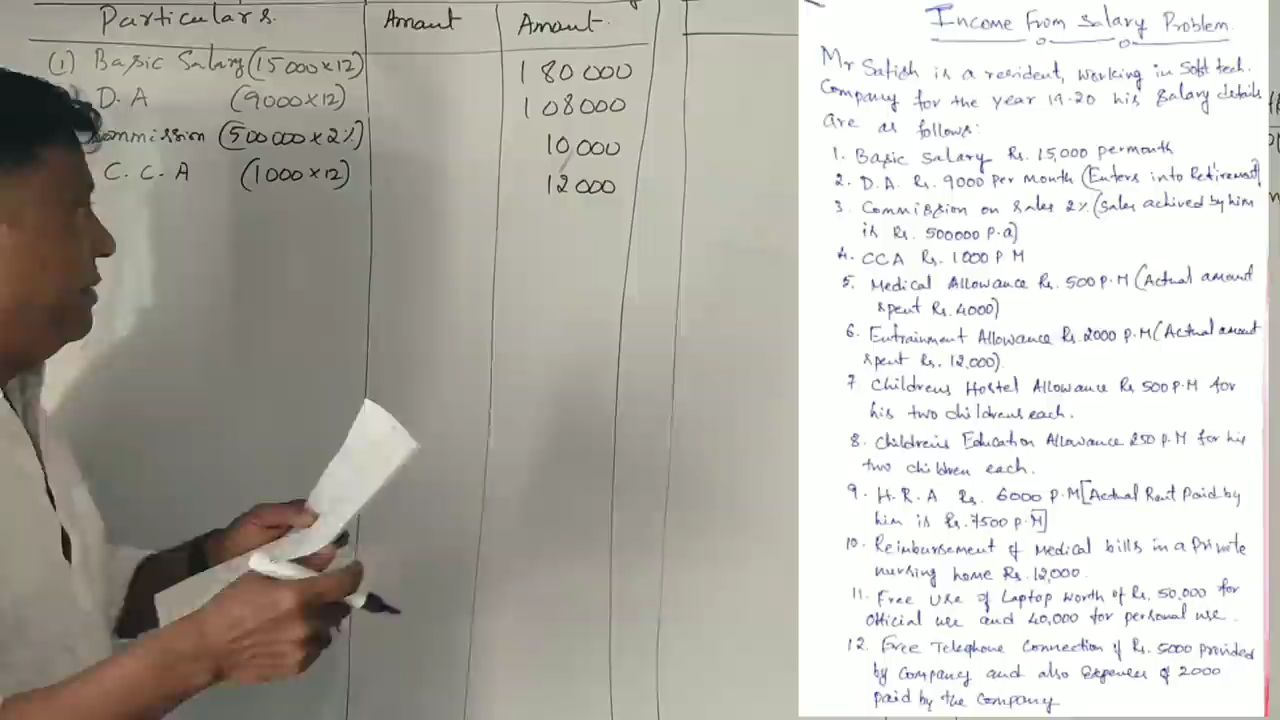 Particulars. Amount Amount.
(1) Basic Salary (15000×12) 180000
D.A (9000×12) 108000
ommission (500000×2%) 10000
C.C.A (1000×12) 12000
Income From Salary Problem.
Mr Satish is a resident, working in Soft tech.
Company for the year 19-20 his Salary details
are as follows:
1. Basic Salary Rs. 15,000 per month
2. D.A. Rs. 9000 Per Month (Enters into Retirement)
3. Commission on Sales 2% (Sales achived by him
is Rs. 500000 P.a)
4. CCA Rs. 1000 P M
5. Medical Allowance Rs. 500 P.M (Actual amount
spent Rs. 4000)
6. Entrainment Allowance Rs. 2000 P.M (Actual amount
spent Rs. 12,000)
7 Childrens Hostel Allowance Rs 500 P.M for
his two childrens each.
8. Children's Education Allowance 250 P.M for his
two children each.
9. H.R.A Rs. 6000 P.M [Actual Rent Paid by
him is Rs. 7500 P.M]
10. Reimbursement of Medical bills in a Private
nursing home Rs. 12,000
11. Free Use of Laptop worth of Rs. 50,000 for
Official use and 40,000 for personal use.
12. Free Telephone Connection of Rs. 5000 provided
by Company and also Expenses of 2000
paid by the Company